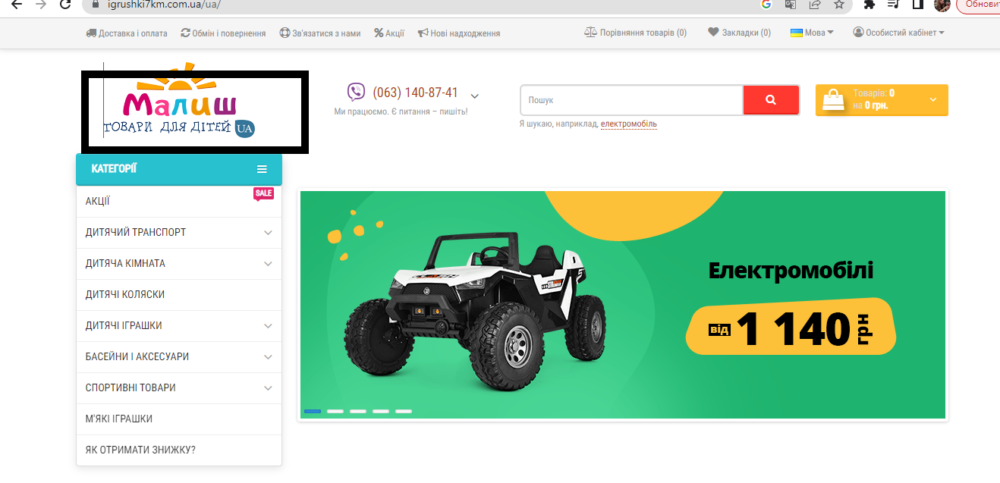 igrushki7km.com.ua/ua/
Обнови
Доставка і оплата Обмін і повернення Зв'язатися з нами Акції Нові надходження Порівняння товарів (0) Закладки (0) Мова Особистий кабінет
Малиш
ТОВАРИ ДЛЯ ДІТЕЙ UA
(063) 140-87-41
Ми працюємо. Є питання – пишіть!
Пошук
Я шукаю, наприклад, електромобіль
Товарів: 0
на 0 грн.
КАТЕГОРІЇ
АКЦІЇ SALE
ДИТЯЧИЙ ТРАНСПОРТ
ДИТЯЧА КІМНАТА
ДИТЯЧІ КОЛЯСКИ
ДИТЯЧІ ІГРАШКИ
БАСЕЙНИ І АКСЕСУАРИ
СПОРТИВНІ ТОВАРИ
М'ЯКІ ІГРАШКИ
ЯК ОТРИМАТИ ЗНИЖКУ?
Електромобілі
від 1 140 грн